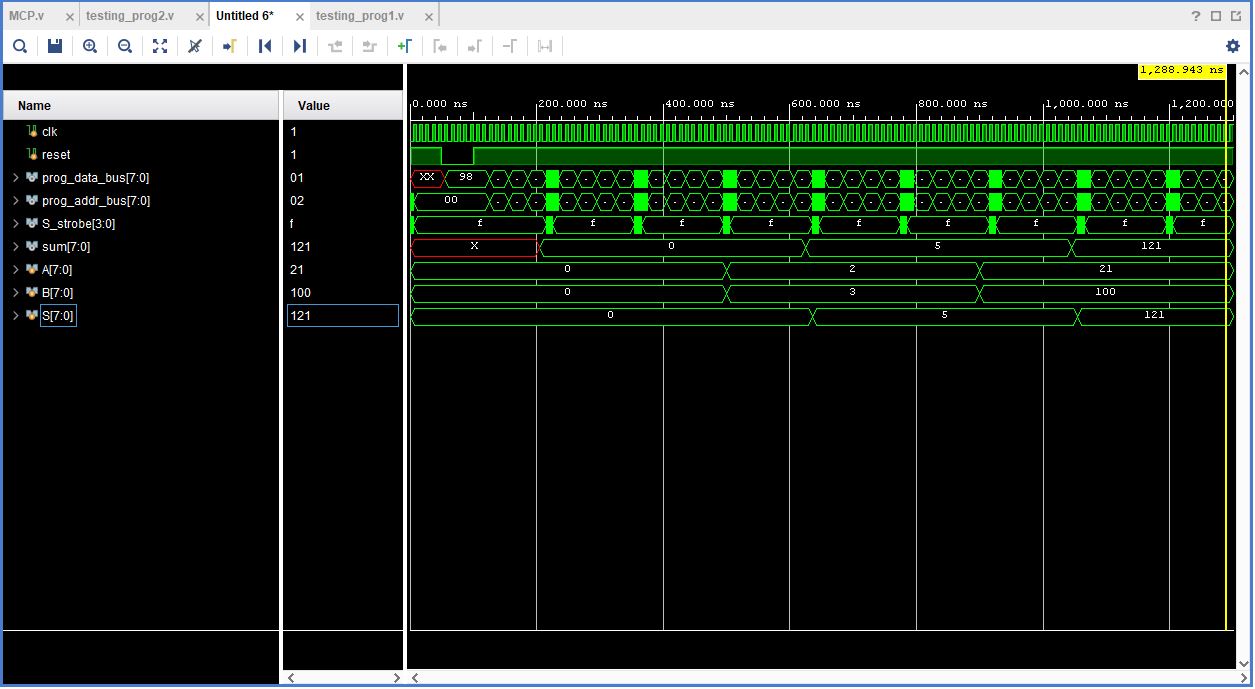 MCP.v testing_prog2.v Untitled 6* testing_prog1.v
1,288.943 ns
Name Value 0.000 ns 200.000 ns 400.000 ns 600.000 ns 800.000 ns 1,000.000 ns 1,200.000
clk 1
reset 1
prog_data_bus[7:0] 01 XX 98
prog_addr_bus[7:0] 02 00
S_strobe[3:0] f f f f f f f f f f
sum[7:0] 121 X 0 5 121
A[7:0] 21 0 2 21
B[7:0] 100 0 3 100
S[7:0] 121 0 5 121